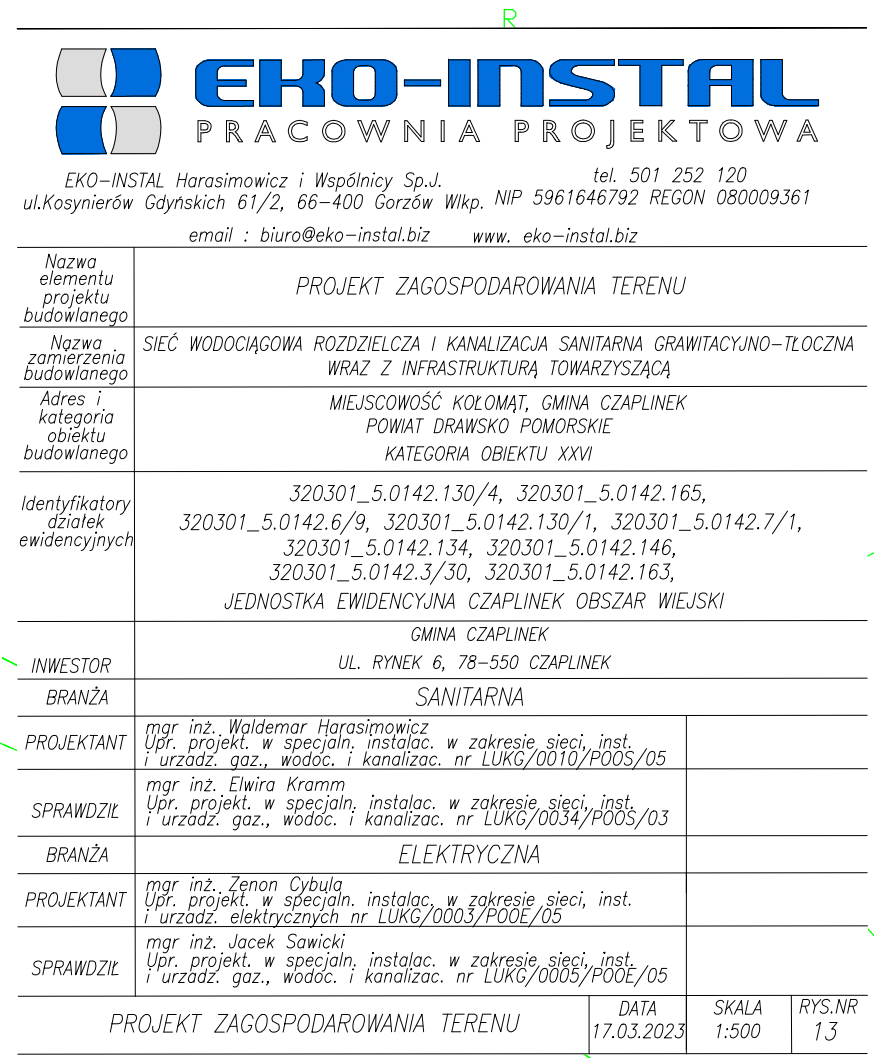 R
EKO-INSTAL
PRACOWNIA PROJEKTOWA
EKO-INSTAL Harasimowicz i Wspólnicy Sp.J.
tel. 501 252 120
ul.Kosynierów Gdyńskich 61/2, 66-400 Gorzów Wlkp.
NIP 5961646792 REGON 080009361
email : biuro@eko-instal.biz
www. eko-instal.biz
Nazwa
elementu
projektu
budowlanego
PROJEKT ZAGOSPODAROWANIA TERENU
Nazwa
zamierzenia
budowlanego
SIEĆ WODOCIĄGOWA ROZDZIELCZA I KANALIZACJA SANITARNA GRAWITACYJNO-TŁOCZNA
WRAZ Z INFRASTRUKTURĄ TOWARZYSZĄCĄ
Adres i
kategoria
obiektu
budowlanego
MIEJSCOWOŚĆ KOŁOMĄT, GMINA CZAPLINEK
POWIAT DRAWSKO POMORSKIE
KATEGORIA OBIEKTU XXVI
Identyfikatory
działek
ewidencyjnych
320301_5.0142.130/4, 320301_5.0142.165,
320301_5.0142.6/9, 320301_5.0142.130/1, 320301_5.0142.7/1,
320301_5.0142.134, 320301_5.0142.146,
320301_5.0142.3/30, 320301_5.0142.163,
JEDNOSTKA EWIDENCYJNA CZAPLINEK OBSZAR WIEJSKI
INWESTOR
GMINA CZAPLINEK
UL. RYNEK 6, 78-550 CZAPLINEK
BRANŻA
SANITARNA
PROJEKTANT
mgr inż. Waldemar Harasimowicz
Upr. projekt. w specjaln. instalac. w zakresie sieci, inst.
i urządz. gaz., wodoc. i kanalizac. nr LUKG/0010/POOS/05
SPRAWDZIŁ
mgr inż. Elwira Kramm
Upr. projekt. w specjaln. instalac. w zakresie sieci, inst.
i urządz. gaz., wodoc. i kanalizac. nr LUKG/0034/POOS/03
BRANŻA
ELEKTRYCZNA
PROJEKTANT
mgr inż. Zenon Cybula
Upr. projekt. w specjaln. instalac. w zakresie sieci, inst.
i urządz. elektrycznych nr LUKG/0003/POOE/05
SPRAWDZIŁ
mgr inż. Jacek Sawicki
Upr. projekt. w specjaln. instalac. w zakresie sieci, inst.
i urządz. gaz., wodoc. i kanalizac. nr LUKG/0005/POOE/05
PROJEKT ZAGOSPODAROWANIA TERENU
DATA
17.03.2023
SKALA
1:500
RYS.NR
13